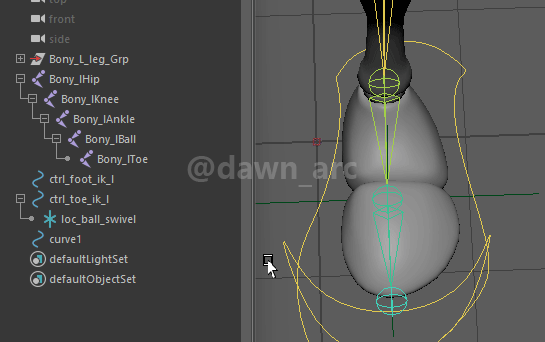 top
front
side
Bony_L_leg_Grp
Bony_lHip
Bony_lKnee
Bony_lAnkle
Bony_lBall
Bony_lToe
ctrl_foot_ik_l
ctrl_toe_ik_l
loc_ball_swivel
curve1
defaultLightSet
defaultObjectSet
@dawn_arc